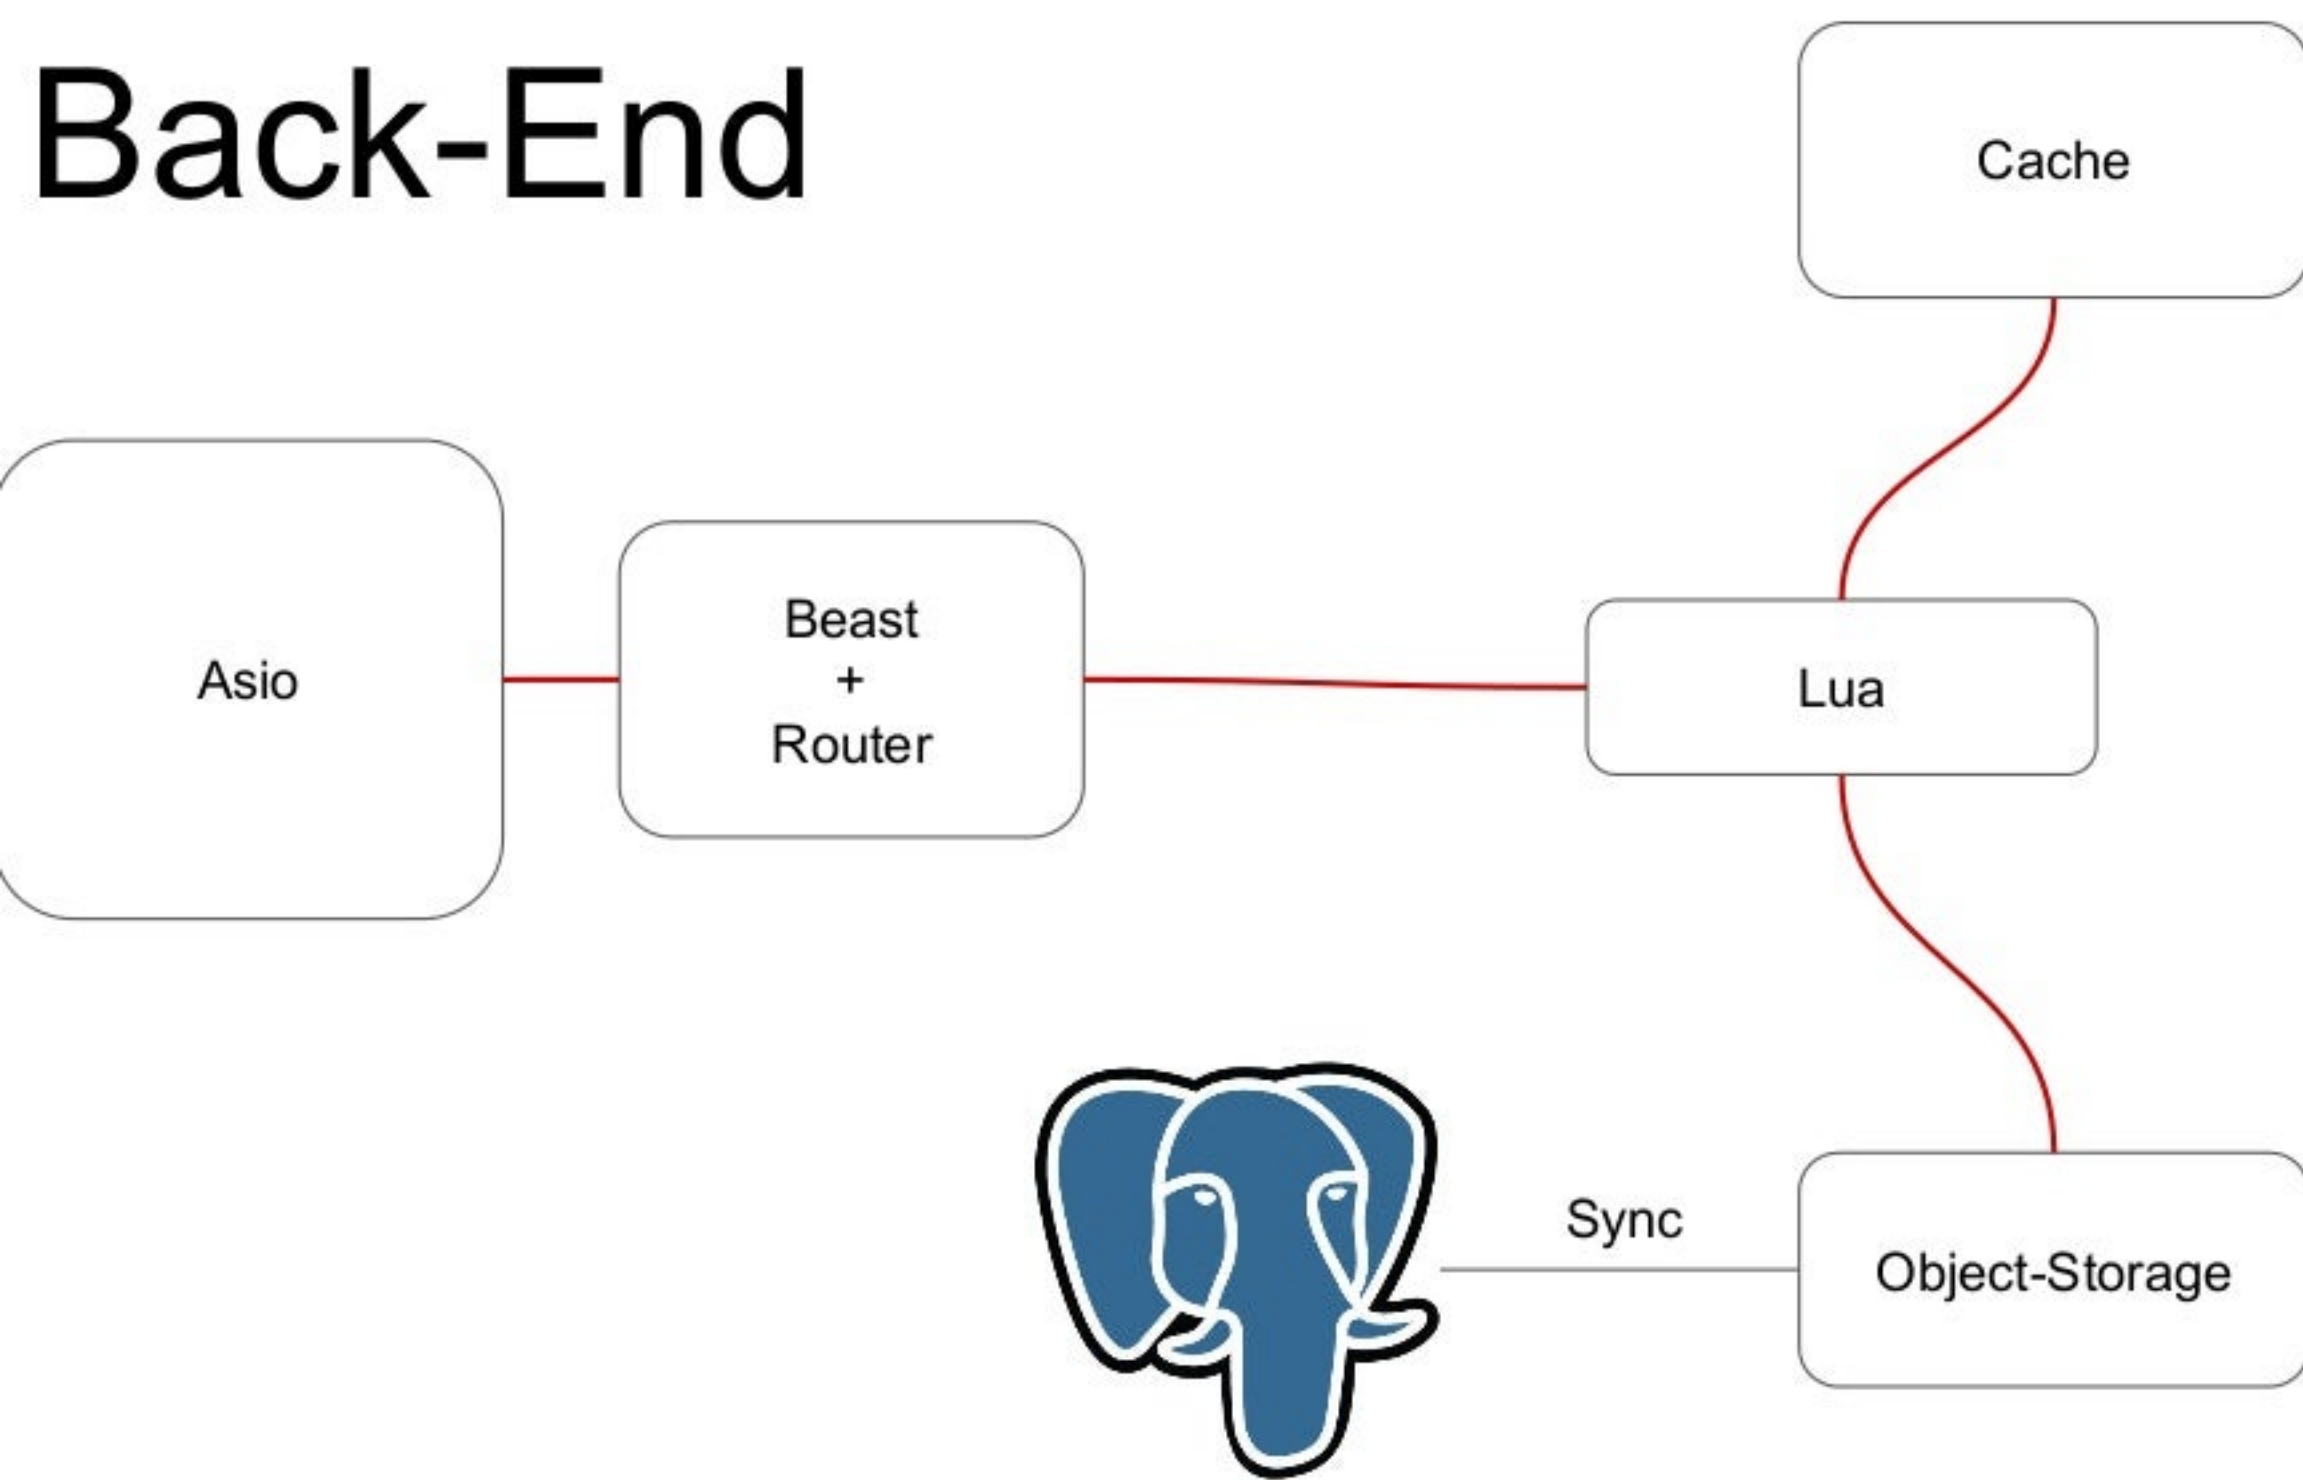 Back-End
Cache
Asio
Beast
+
Router
Lua
Sync
Object-Storage